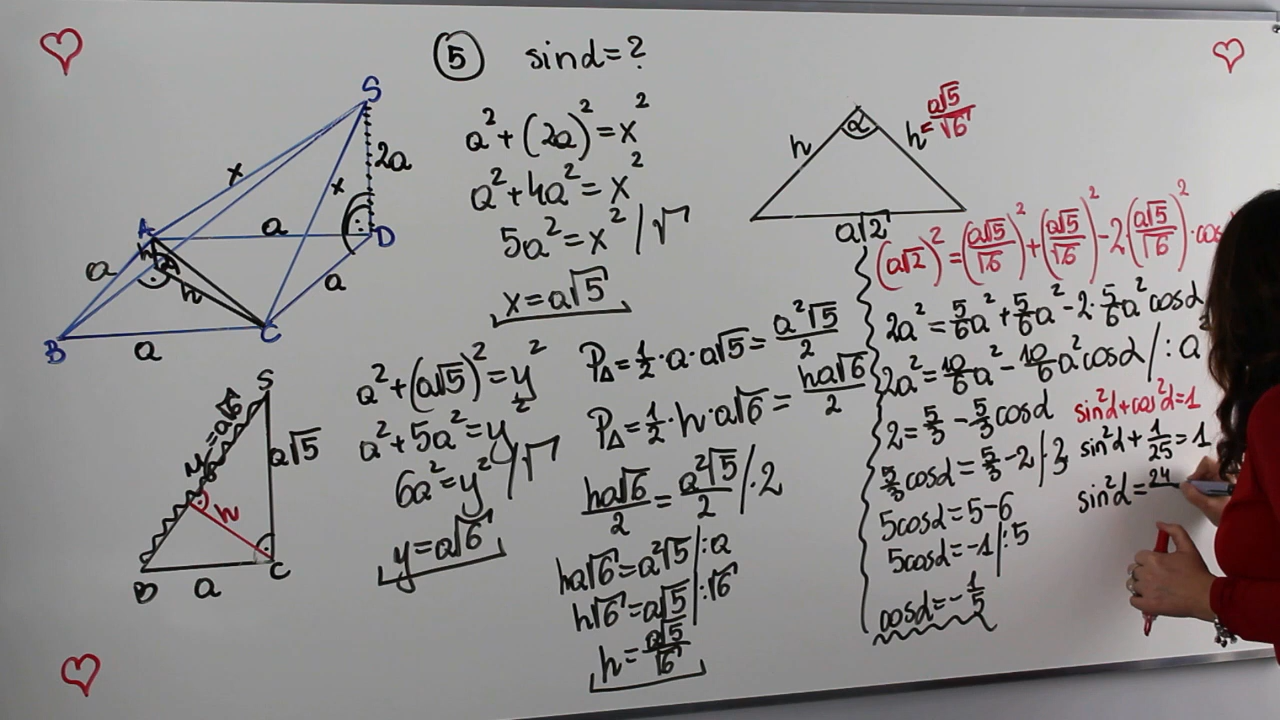 ⑤ sinα=?
S
2a
x
x
A
a
D
a
h
h
a
B
a
C
a²+(2a)²=x²
a²+4a²=x²
5a²=x² /√
x=a√5
S
y=a√6
a√5
h
B
a
C
a²+(a√5)²=y²
a²+5a²=y²
6a²=y² /√
y=a√6
P△=1/2·a·a√5=a²√5/2
P△=1/2·h·a√6=ha√6/2
ha√6/2=a²√5/2 /·2
ha√6=a²√5 |:a
h√6=a√5 |:√6
h=a√5/√6
α
h
h=a√5/√6
a√2
(a√2)²=(a√5/√6)²+(a√5/√6)²-2(a√5/√6)²·cos
2a²=5/6a²+5/6a²-2·5/6a²cosα
2a²=10/6a²-10/6a²cosα /:a²
2=5/3-5/3cosα
5/3cosα=5/3-2 /·3
5cosα=5-6
5cosα=-1 /:5
cosα=-1/5
sin²α+cos²α=1
sin²α+1/25=1
sin²α=24